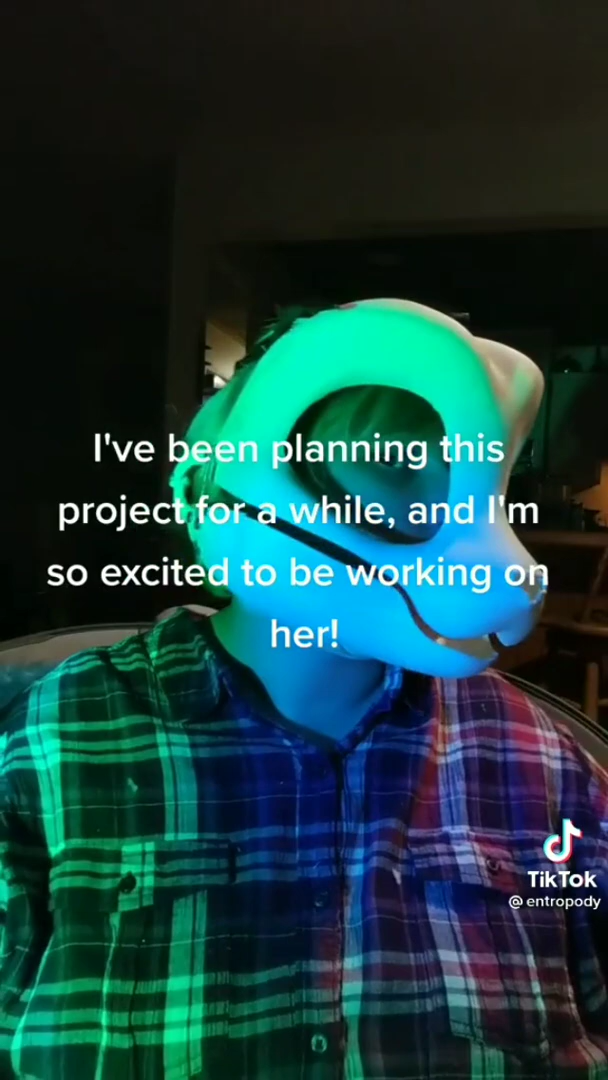 I've been planning this
project for a while, and I'm
so excited to be working on
her!
TikTok
@ entropody